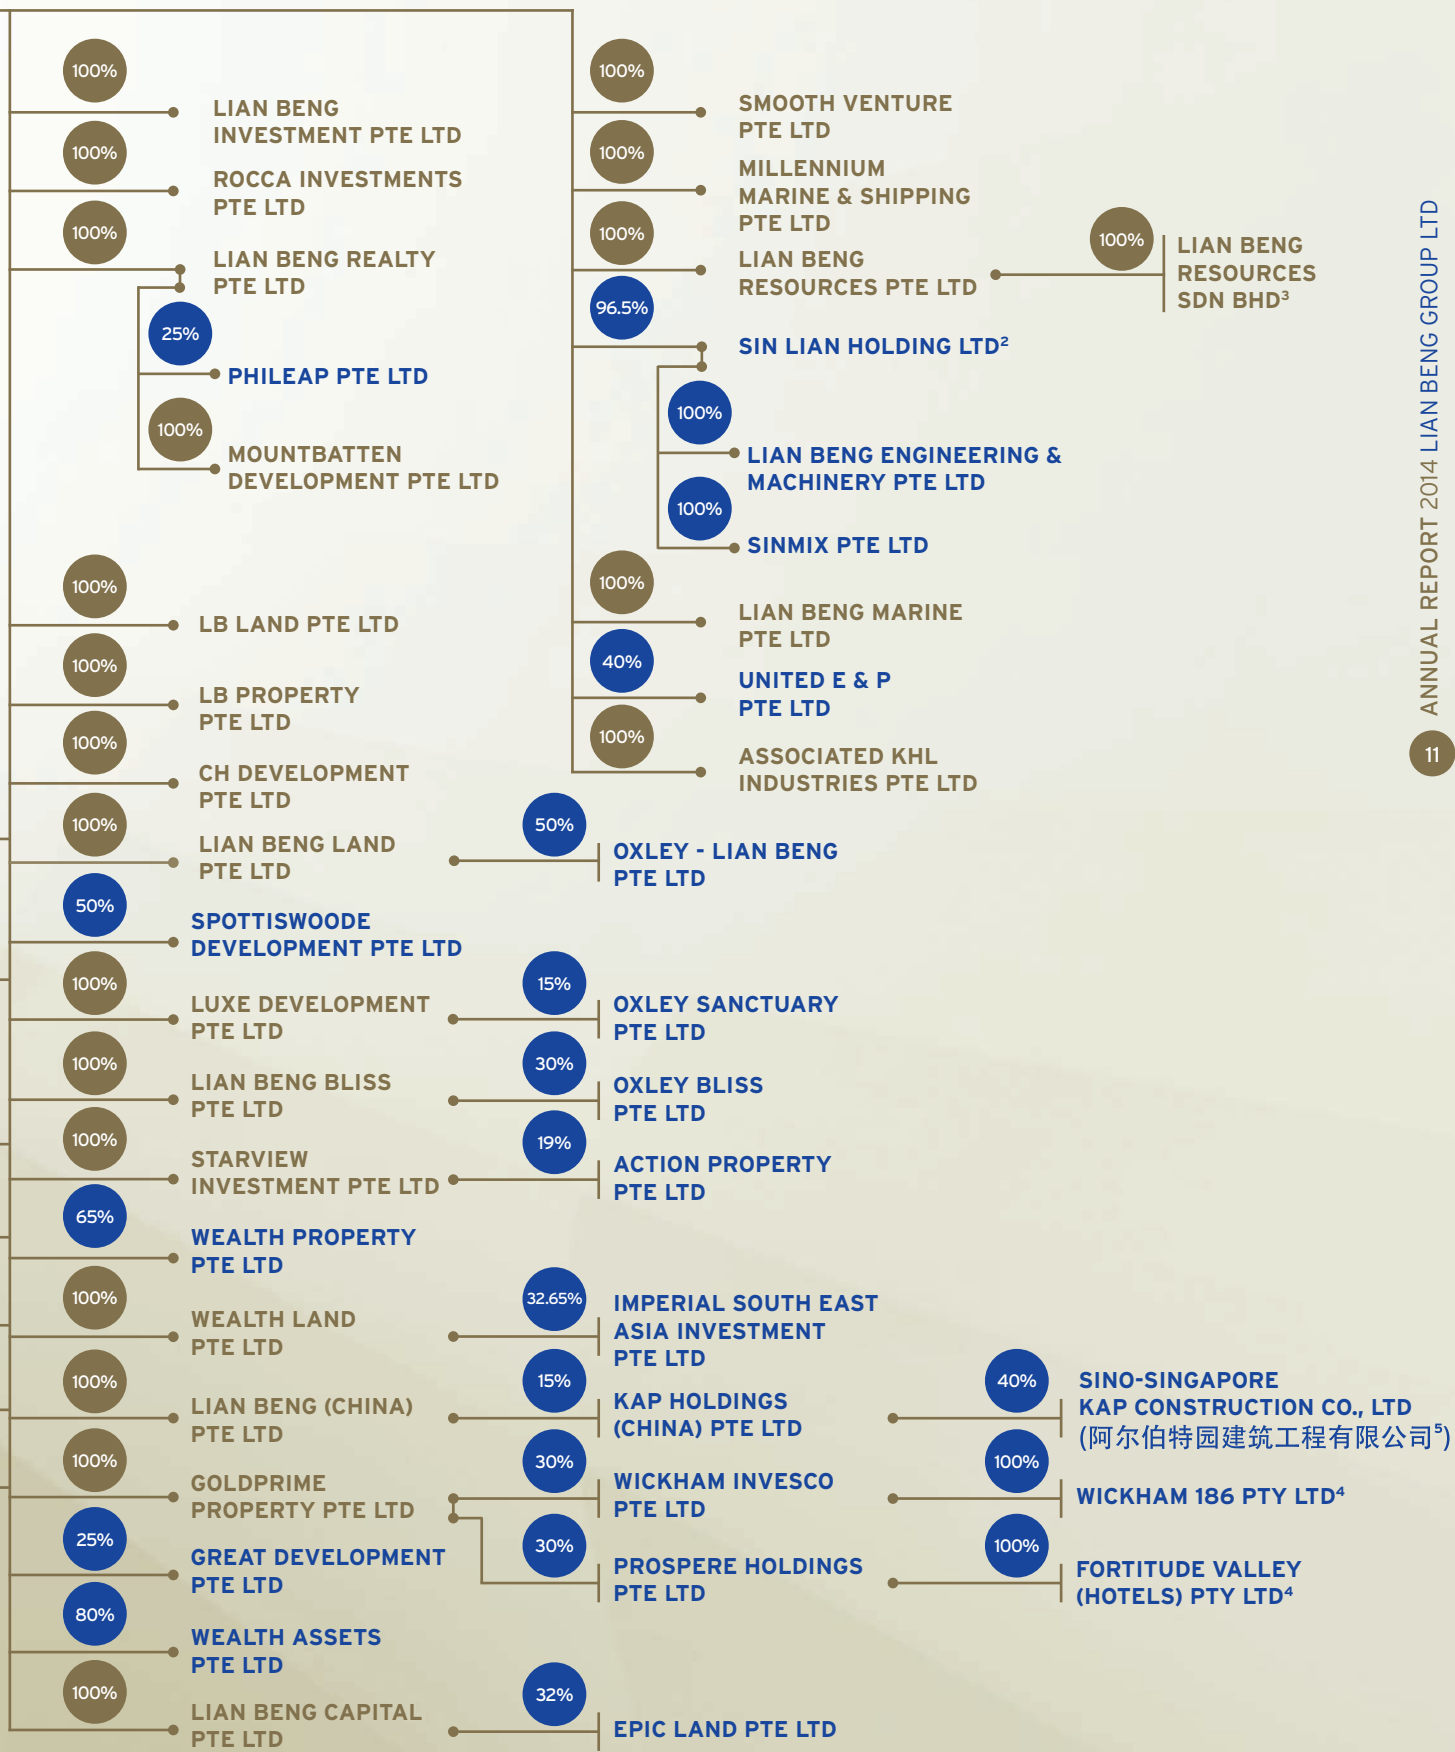 100%
LIAN BENG
INVESTMENT PTE LTD
100%
ROCCA INVESTMENTS
PTE LTD
100%
LIAN BENG REALTY
PTE LTD
25%
PHILEAP PTE LTD
100%
MOUNTBATTEN
DEVELOPMENT PTE LTD
100%
LB LAND PTE LTD
100%
LB PROPERTY
PTE LTD
100%
CH DEVELOPMENT
PTE LTD
100%
LIAN BENG LAND
PTE LTD
50%
OXLEY - LIAN BENG
PTE LTD
50%
SPOTTISWOODE
DEVELOPMENT PTE LTD
100%
LUXE DEVELOPMENT
PTE LTD
15%
OXLEY SANCTUARY
PTE LTD
100%
LIAN BENG BLISS
PTE LTD
30%
OXLEY BLISS
PTE LTD
100%
STARVIEW
INVESTMENT PTE LTD
19%
ACTION PROPERTY
PTE LTD
65%
WEALTH PROPERTY
PTE LTD
100%
WEALTH LAND
PTE LTD
32.65%
IMPERIAL SOUTH EAST
ASIA INVESTMENT
PTE LTD
100%
LIAN BENG (CHINA)
PTE LTD
15%
KAP HOLDINGS
(CHINA) PTE LTD
40%
SINO-SINGAPORE
KAP CONSTRUCTION CO., LTD
(阿尔伯特园建筑工程有限公司⁵)
100%
GOLDPRIME
PROPERTY PTE LTD
30%
WICKHAM INVESCO
PTE LTD
100%
WICKHAM 186 PTY LTD⁴
30%
PROSPERE HOLDINGS
PTE LTD
100%
FORTITUDE VALLEY
(HOTELS) PTY LTD⁴
25%
GREAT DEVELOPMENT
PTE LTD
80%
WEALTH ASSETS
PTE LTD
100%
LIAN BENG CAPITAL
PTE LTD
32%
EPIC LAND PTE LTD
100%
SMOOTH VENTURE
PTE LTD
100%
MILLENNIUM
MARINE & SHIPPING
PTE LTD
100%
LIAN BENG
RESOURCES PTE LTD
100%
LIAN BENG
RESOURCES
SDN BHD³
96.5%
SIN LIAN HOLDING LTD²
100%
LIAN BENG ENGINEERING &
MACHINERY PTE LTD
100%
SINMIX PTE LTD
100%
LIAN BENG MARINE
PTE LTD
40%
UNITED E & P
PTE LTD
100%
ASSOCIATED KHL
INDUSTRIES PTE LTD
ANNUAL REPORT 2014 LIAN BENG GROUP LTD
11